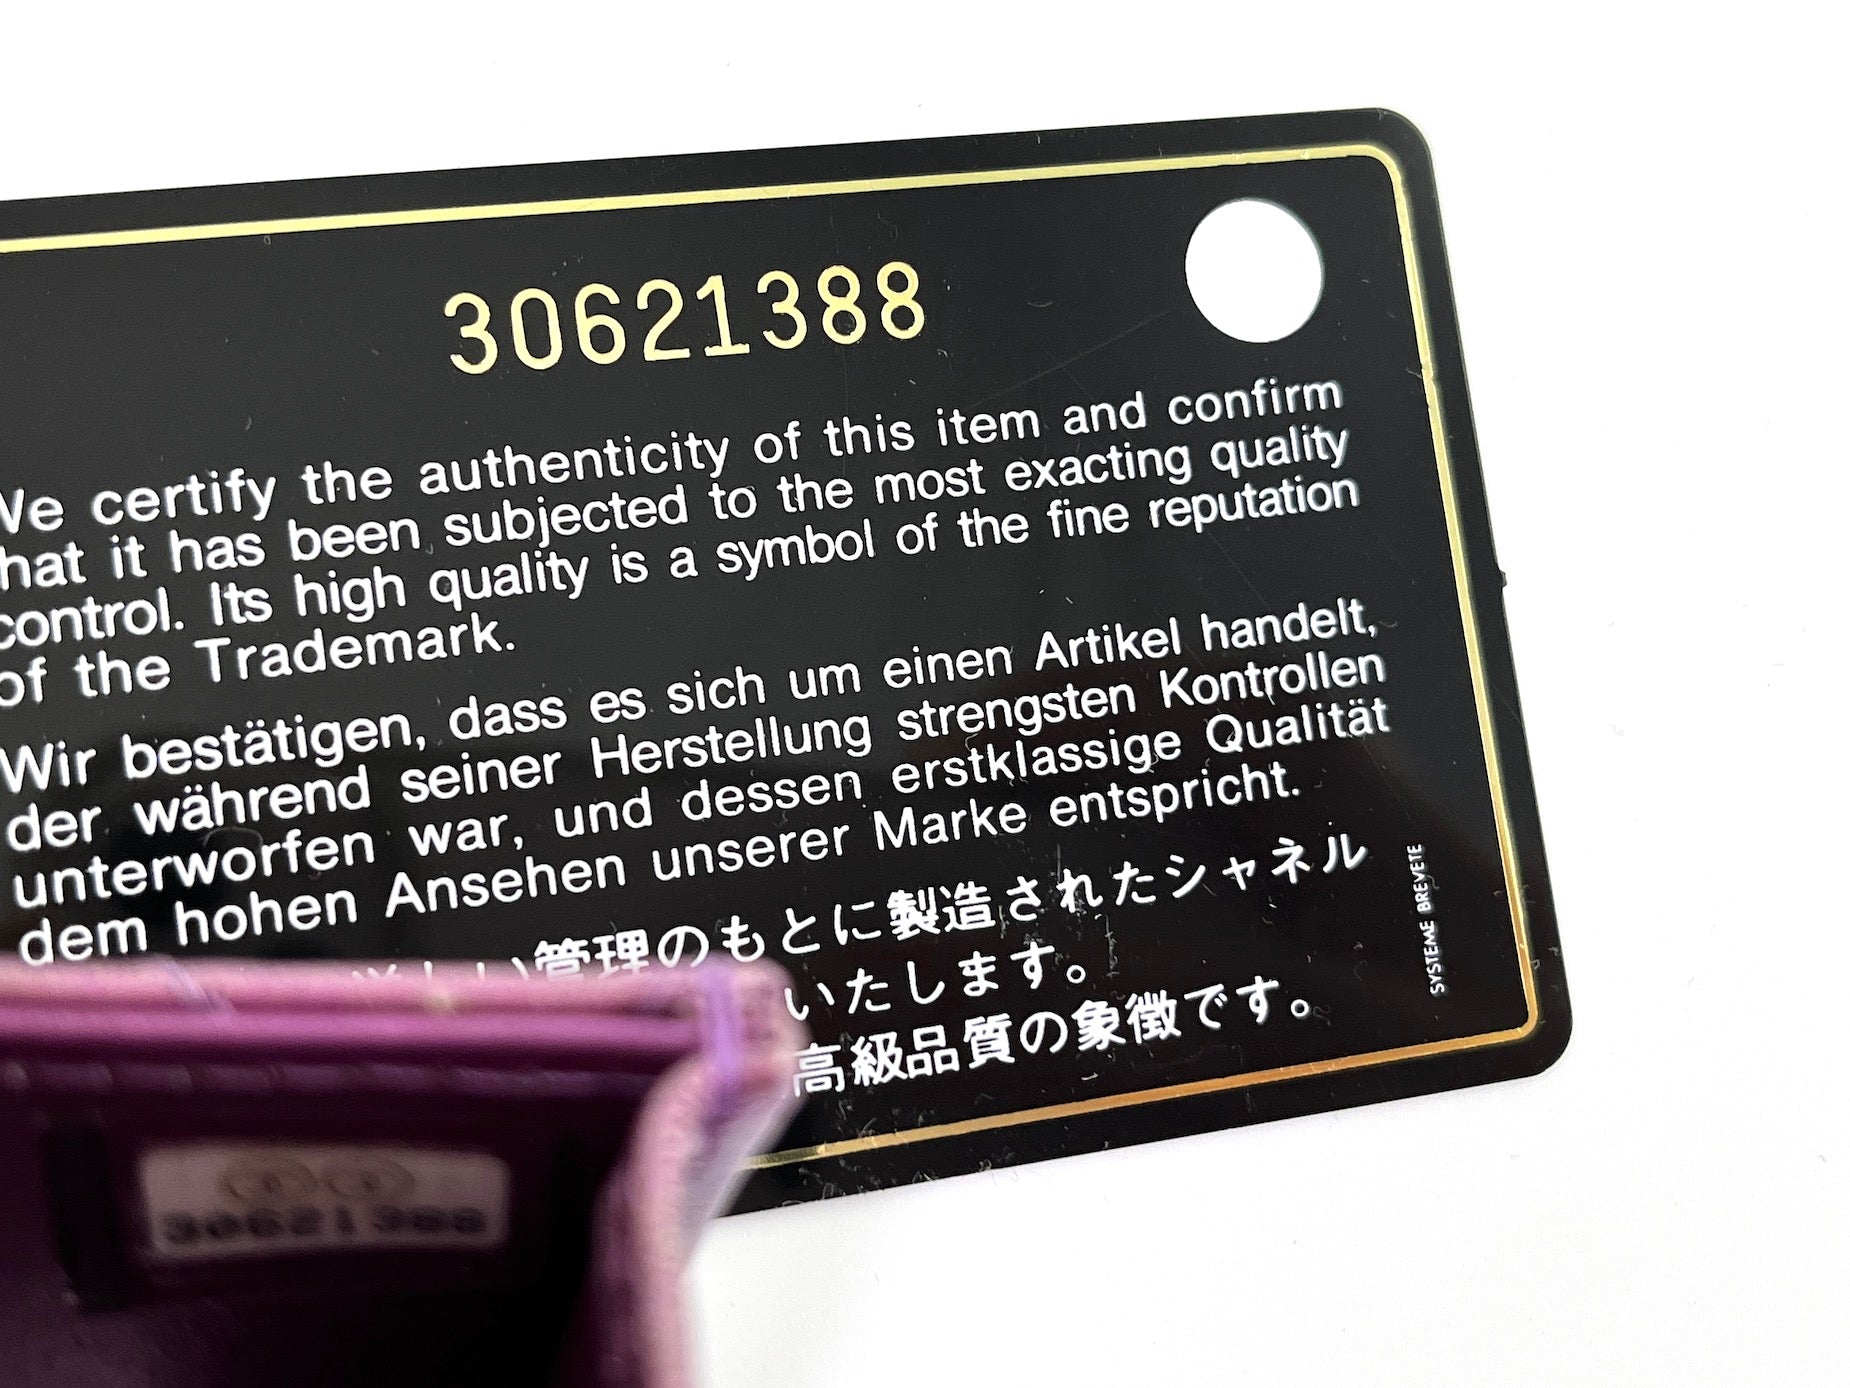 30621388
We certify the authenticity of this item and confirm
that it has been subjected to the most exacting quality
control. Its high quality is a symbol of the fine reputation
of the Trademark.
Wir bestätigen, dass es sich um einen Artikel handelt,
der während seiner Herstellung strengsten Kontrollen
unterworfen war, und dessen erstklassige Qualität
dem hohen Ansehen unserer Marke entspricht.
しい管理のもとに製造されたシャネル
いたします。
高級品質の象徴です。
SYSTEME BREVETE
30621388